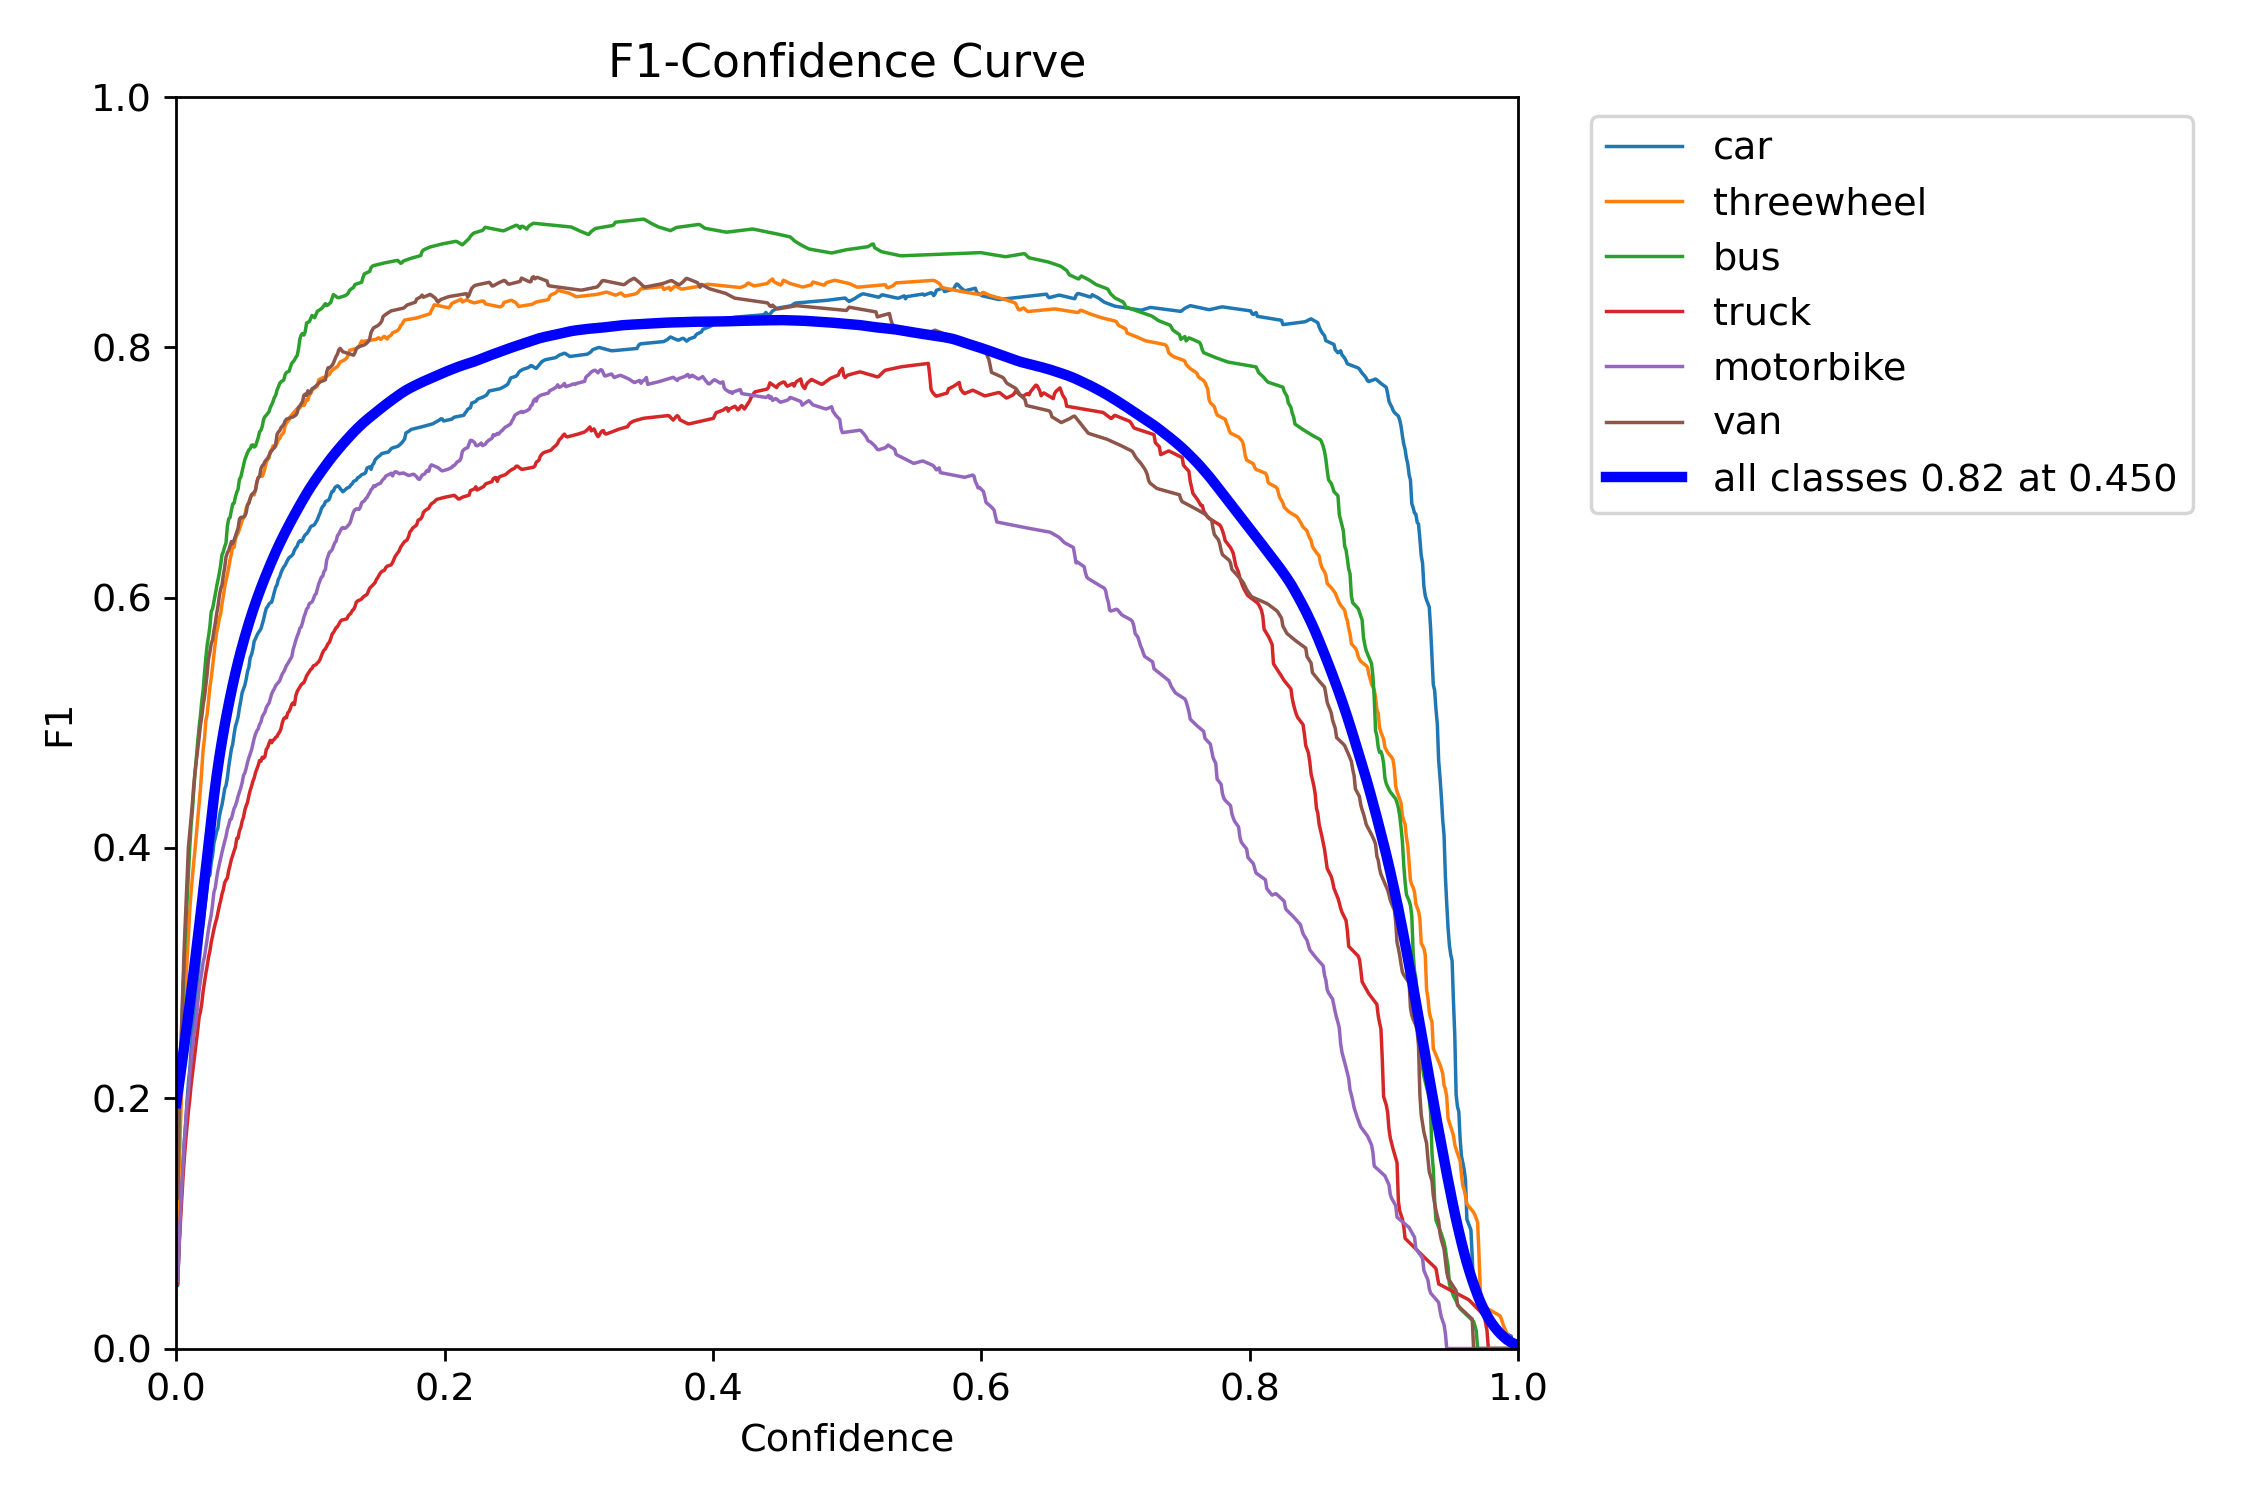 F1-Confidence Curve
1.0
0.8
0.6
0.4
0.2
0.0
F1
0.0 0.2 0.4 0.6 0.8 1.0
Confidence
car
threewheel
bus
truck
motorbike
van
all classes 0.82 at 0.450